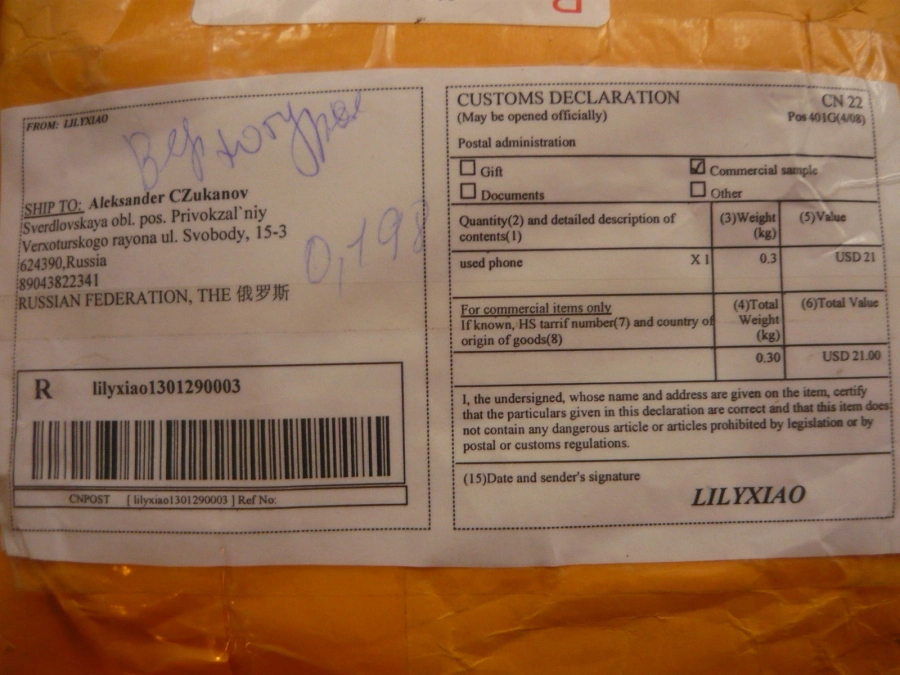 FROM: LILYXIAO
SHIP TO: Aleksander CZukanov
Sverdlovskaya obl. pos. Privokzal`niy
Verxoturskogo rayona ul. Svobody, 15-3
624390,Russia
89043822341
RUSSIAN FEDERATION, THE 俄罗斯
0,198
R lilyxiao1301290003
CNPOST [ lilyxiao1301290003 ] Ref No:
CUSTOMS DECLARATION CN 22
(May be opened officially) Pos 401G(4/08)
Postal administration
Gift ☑ Commercial sample
Documents Other
Quantity(2) and detailed description of contents(1) (3)Weight (kg) (5)Value
used phone X 1 0.3 USD 21
For commercial items only
If known, HS tarrif number(7) and country of origin of goods(8) (4)Total Weight (kg) (6)Total Value
0.30 USD 21.00
I, the undersigned, whose name and address are given on the item, certify
that the particulars given in this declaration are correct and that this item does
not contain any dangerous article or articles prohibited by legislation or by
postal or customs regulations.
(15)Date and sender's signature
LILYXIAO